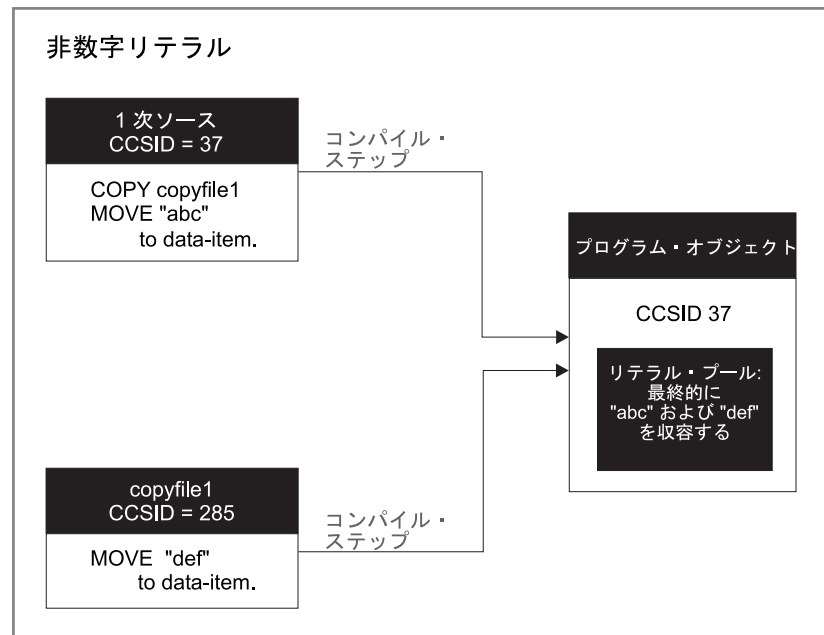 非数字リテラル
1 次ソース
CCSID = 37
COPY copyfile1
MOVE "abc"
to data-item.
コンパイル・
ステップ
プログラム・オブジェクト
CCSID 37
リテラル・プール:
最終的に
"abc" および "def"
を収容する
copyfile1
CCSID = 285
MOVE "def"
to data-item.
コンパイル・
ステップ